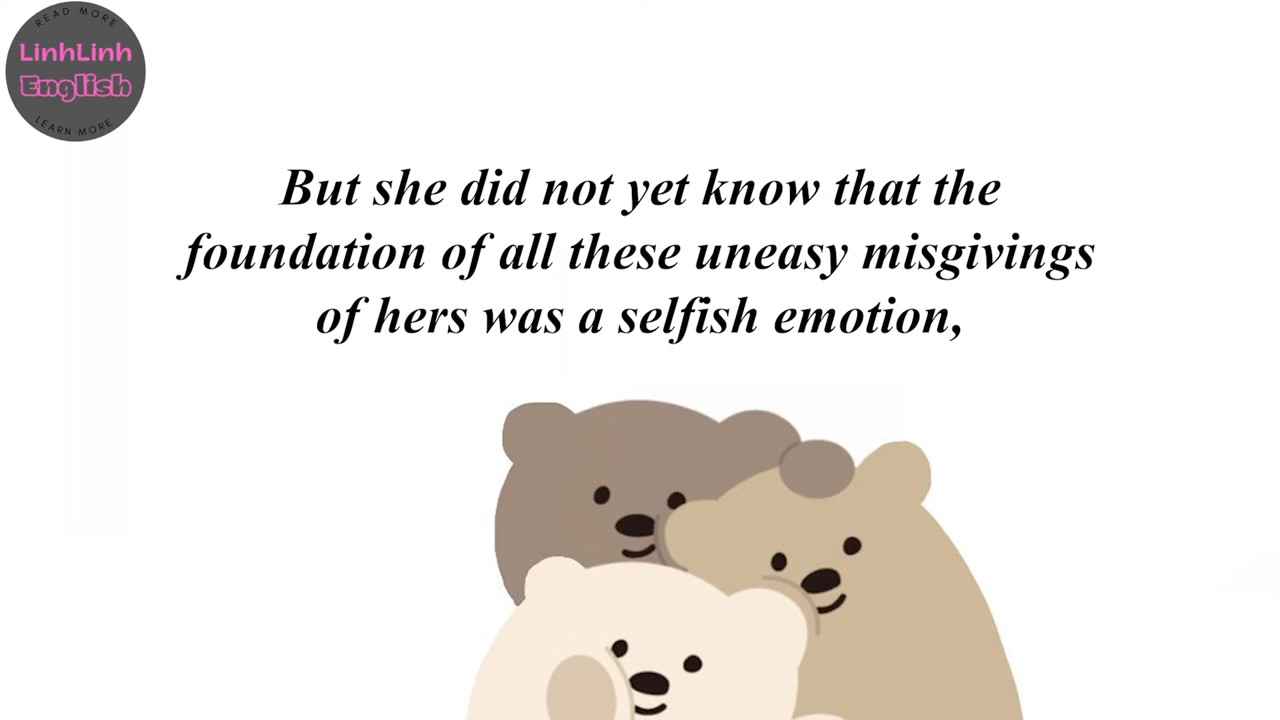 READ MORE
LinhLinh
English
LEARN MORE
But she did not yet know that the
foundation of all these uneasy misgivings
of hers was a selfish emotion,